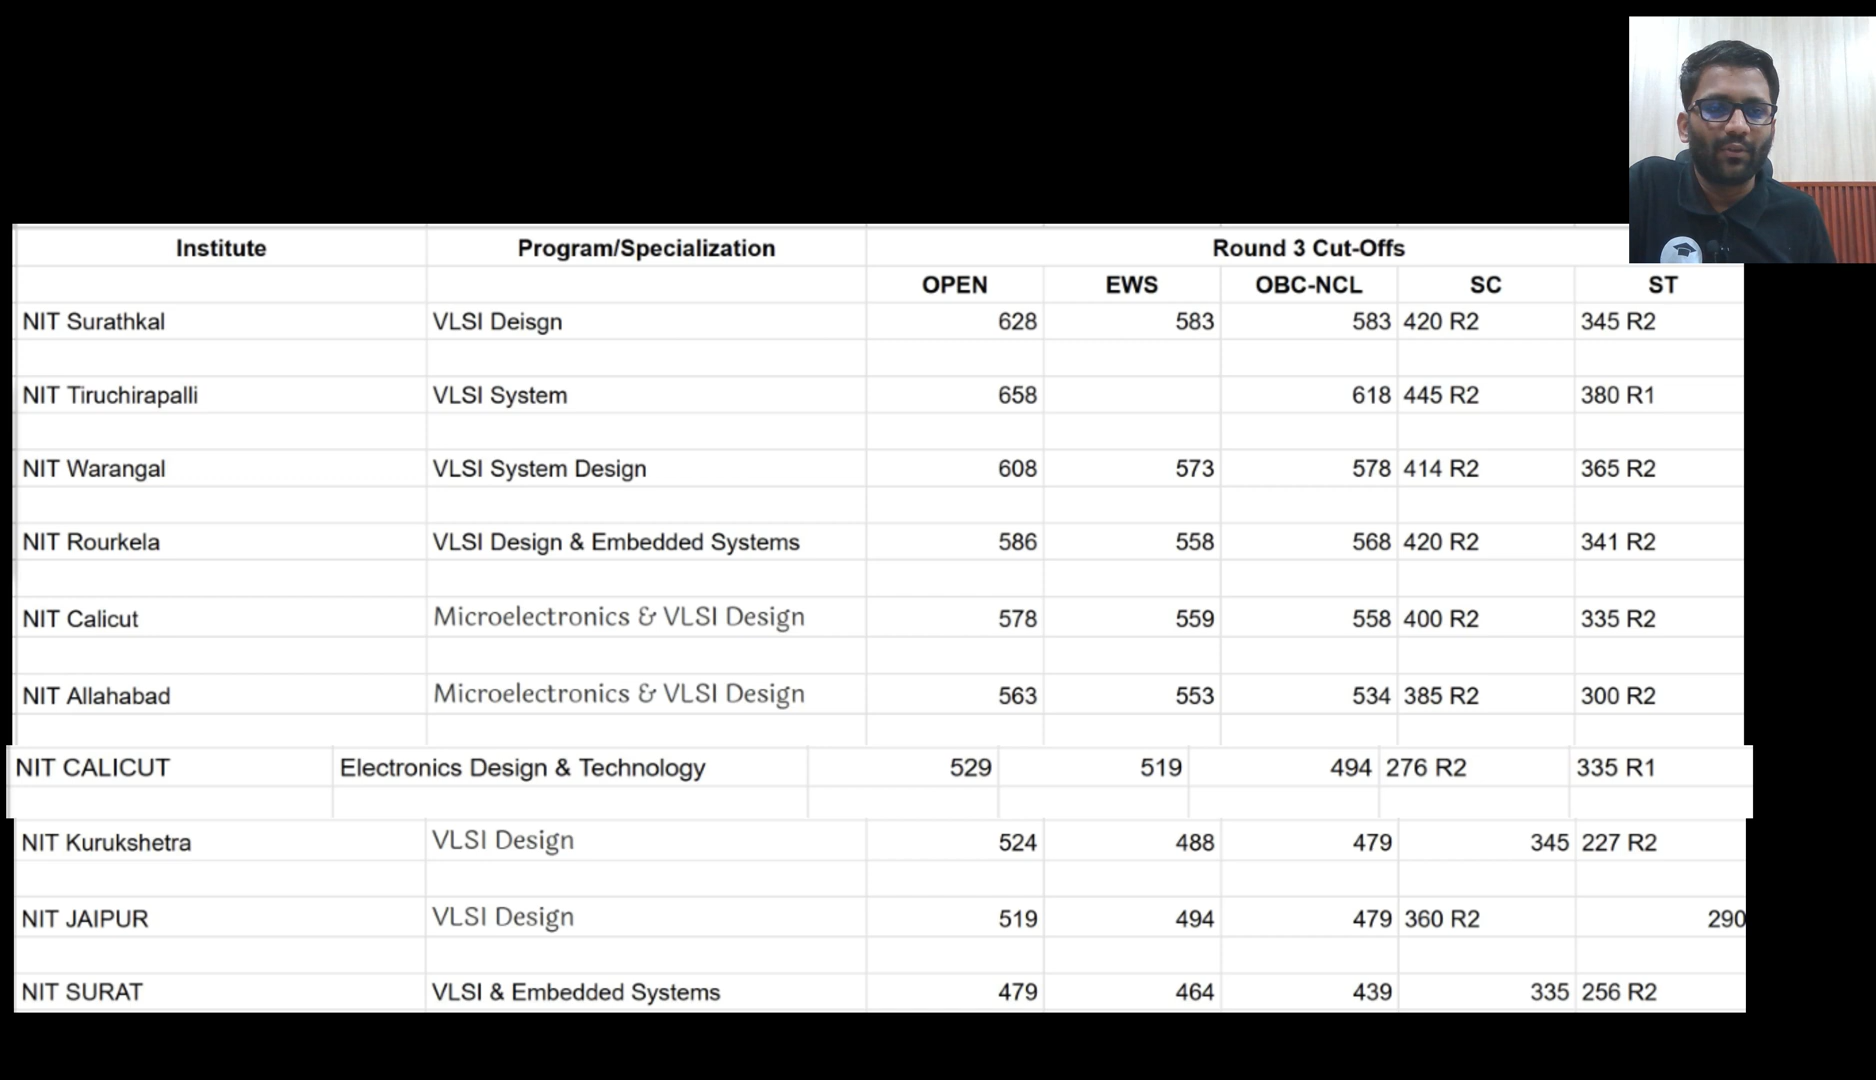 Institute Program/Specialization Round 3 Cut-Offs
OPEN EWS OBC-NCL SC ST
NIT Surathkal VLSI Deisgn 628 583 583 420 R2 345 R2
NIT Tiruchirapalli VLSI System 658 618 445 R2 380 R1
NIT Warangal VLSI System Design 608 573 578 414 R2 365 R2
NIT Rourkela VLSI Design & Embedded Systems 586 558 568 420 R2 341 R2
NIT Calicut Microelectronics & VLSI Design 578 559 558 400 R2 335 R2
NIT Allahabad Microelectronics & VLSI Design 563 553 534 385 R2 300 R2
NIT CALICUT Electronics Design & Technology 529 519 494 276 R2 335 R1
NIT Kurukshetra VLSI Design 524 488 479 345 227 R2
NIT JAIPUR VLSI Design 519 494 479 360 R2 290
NIT SURAT VLSI & Embedded Systems 479 464 439 335 256 R2